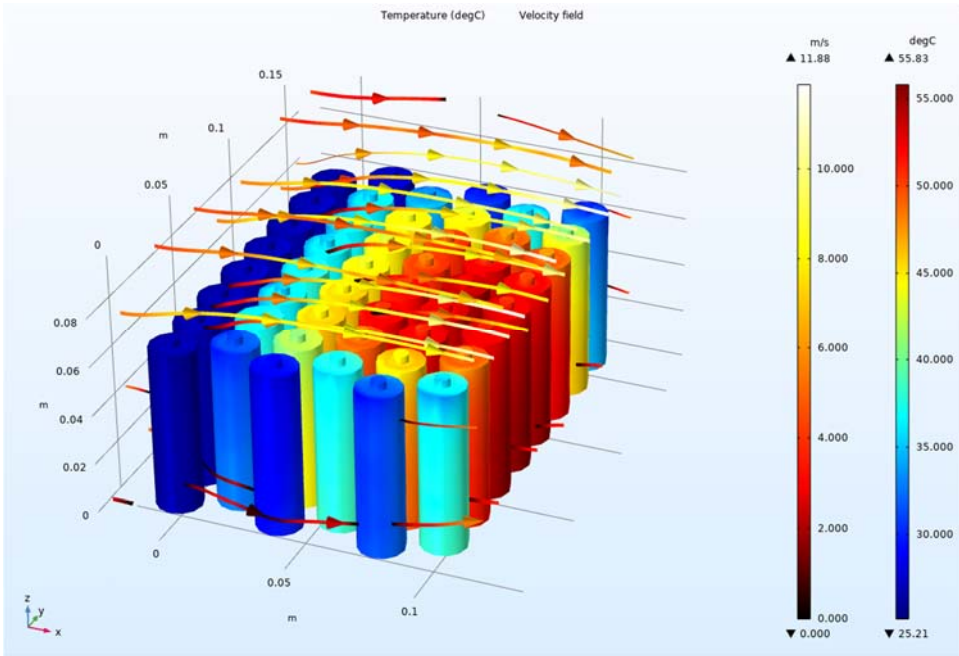 Temperature (degC) Velocity field
m/s degC
▲ 11.88 ▲ 55.83
0.15
m
0.1
0.05
0
0.08
0.06
m
0.04
0.02
0
0
0.05
m
0.1
10.000
8.000
6.000
4.000
2.000
0.000
▼ 0.000
55.000
50.000
45.000
40.000
35.000
30.000
▼ 25.21
z
y
x